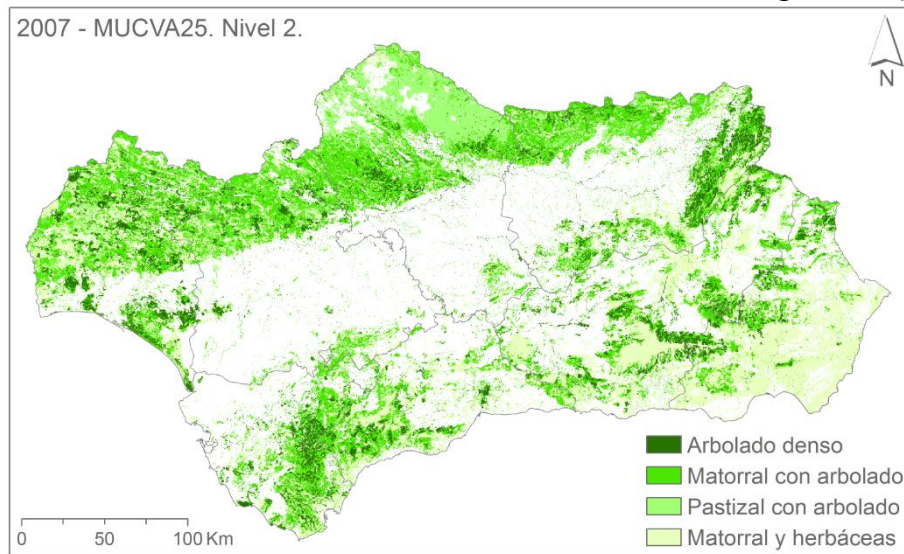 2007 - MUCVA25. Nivel 2.
N
Arbolado denso
Matorral con arbolado
Pastizal con arbolado
Matorral y herbáceas
0 50 100 Km